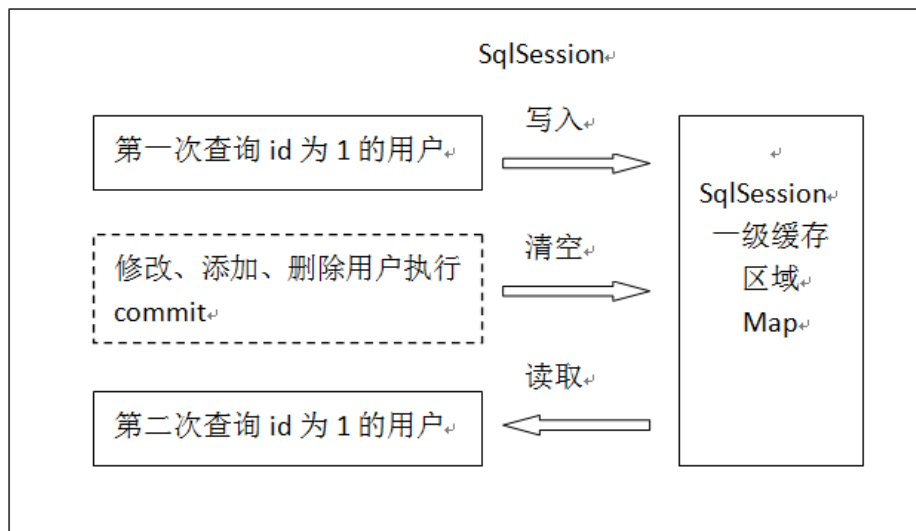 SqlSession
写入
第一次查询 id 为 1 的用户
清空
修改、添加、删除用户执行
commit
读取
第二次查询 id 为 1 的用户
SqlSession
一级缓存
区域
Map